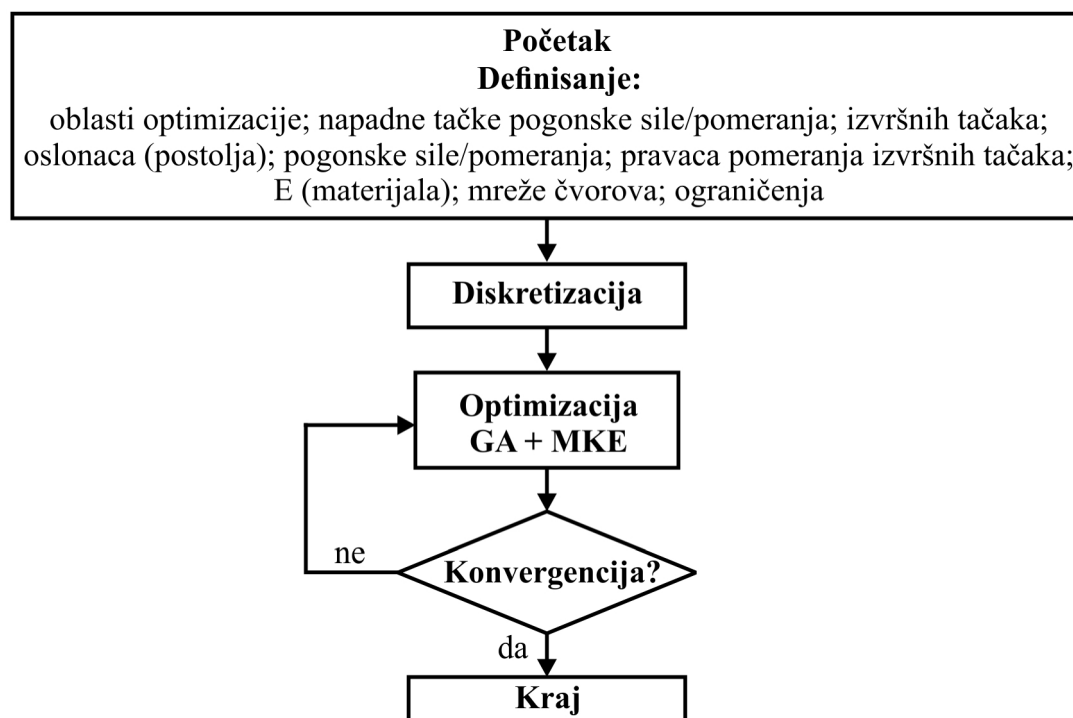 Početak
Definisanje:
oblasti optimizacije; napadne tačke pogonske sile/pomeranja; izvršnih tačaka;
oslonaca (postolja); pogonske sile/pomeranja; pravaca pomeranja izvršnih tačaka;
E (materijala); mreže čvorova; ograničenja
Diskretizacija
Optimizacija
GA + MKE
ne
Konvergencija?
da
Kraj